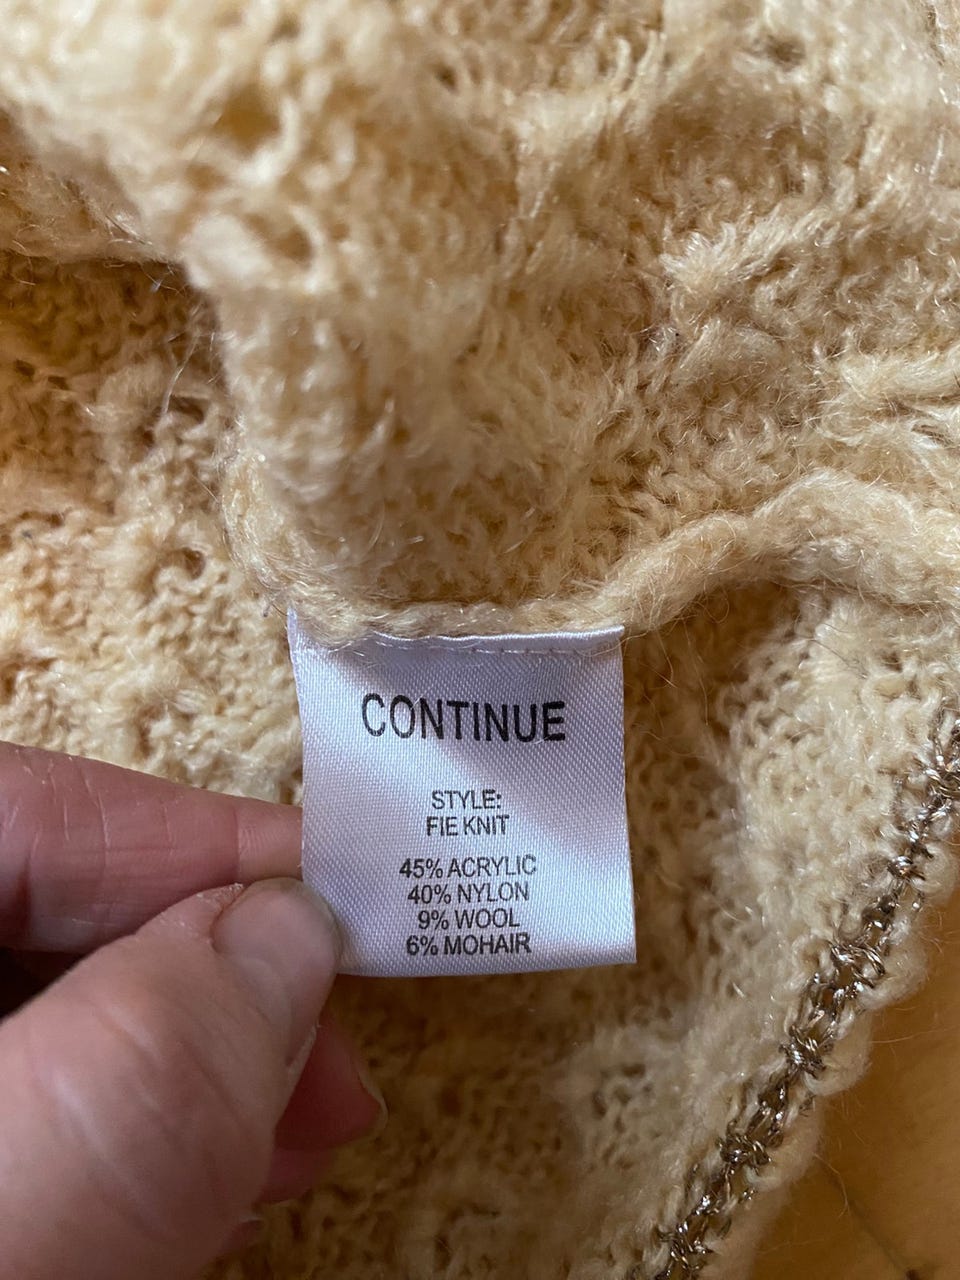 CONTINUE
STYLE:
FIE KNIT
45% ACRYLIC
40% NYLON
9% WOOL
6% MOHAIR